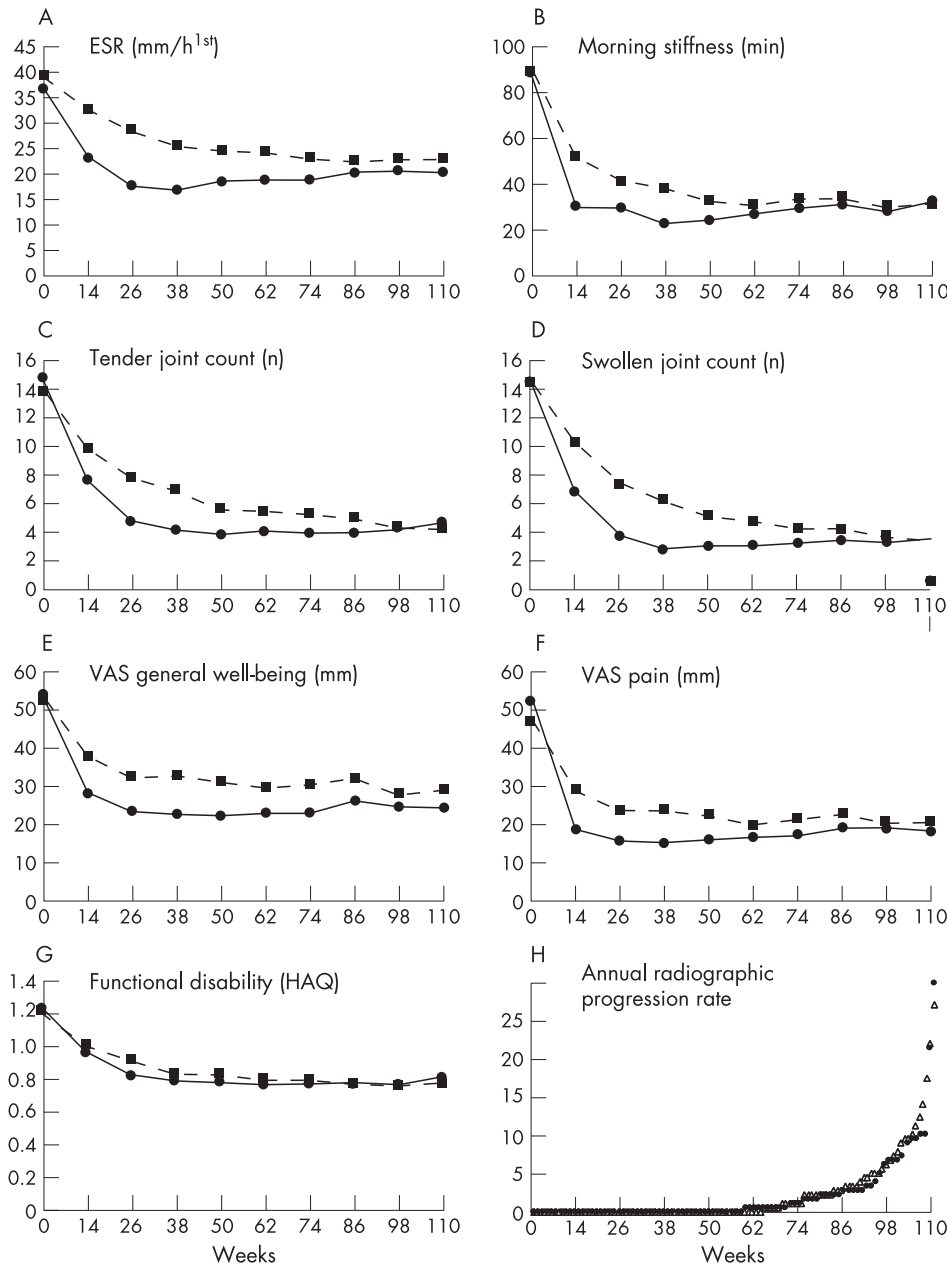 A
ESR (mm/h1st)
45
40
35
30
25
20
15
10
5
0
0 14 26 38 50 62 74 86 98 110
B
Morning stiffness (min)
100
80
60
40
20
0
0 14 26 38 50 62 74 86 98 110
C
Tender joint count (n)
16
14
12
10
8
6
4
2
0
0 14 26 38 50 62 74 86 98 110
D
Swollen joint count (n)
16
14
12
10
8
6
4
2
0
0 14 26 38 50 62 74 86 98 110
E
VAS general well-being (mm)
60
50
40
30
20
10
0
0 14 26 38 50 62 74 86 98 110
F
VAS pain (mm)
60
50
40
30
20
10
0
0 14 26 38 50 62 74 86 98 110
G
Functional disability (HAQ)
1.4
1.2
1.0
0.8
0.6
0.4
0.2
0
0 14 26 38 50 62 74 86 98 110
Weeks
H
Annual radiographic
progression rate
25
20
15
10
5
0
0 14 26 38 50 62 74 86 98 110
Weeks